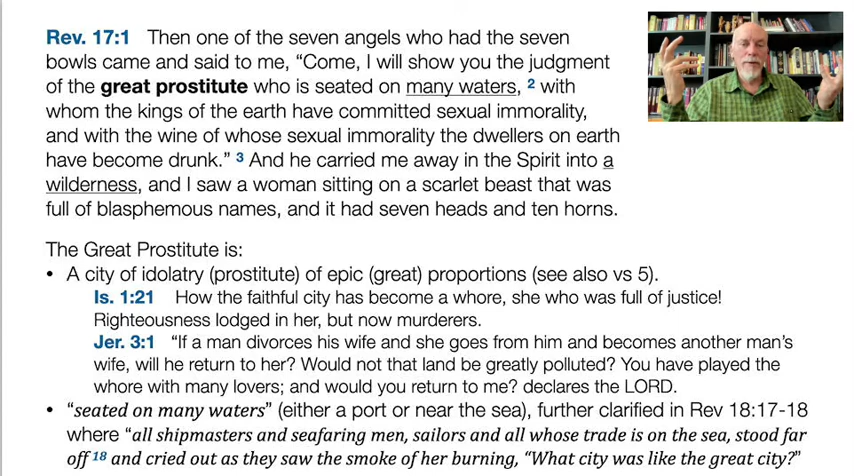 Rev. 17:1 Then one of the seven angels who had the seven
bowls came and said to me, “Come, I will show you the judgment
of the great prostitute who is seated on many waters, 2 with
whom the kings of the earth have committed sexual immorality,
and with the wine of whose sexual immorality the dwellers on earth
have become drunk.” 3 And he carried me away in the Spirit into a
wilderness, and I saw a woman sitting on a scarlet beast that was
full of blasphemous names, and it had seven heads and ten horns.
The Great Prostitute is:
• A city of idolatry (prostitute) of epic (great) proportions (see also vs 5).
Is. 1:21 How the faithful city has become a whore, she who was full of justice!
Righteousness lodged in her, but now murderers.
Jer. 3:1 “If a man divorces his wife and she goes from him and becomes another man’s
wife, will he return to her? Would not that land be greatly polluted? You have played the
whore with many lovers; and would you return to me? declares the LORD.
• “seated on many waters” (either a port or near the sea), further clarified in Rev 18:17-18
where “all shipmasters and seafaring men, sailors and all whose trade is on the sea, stood far
off 18 and cried out as they saw the smoke of her burning, “What city was like the great city?”